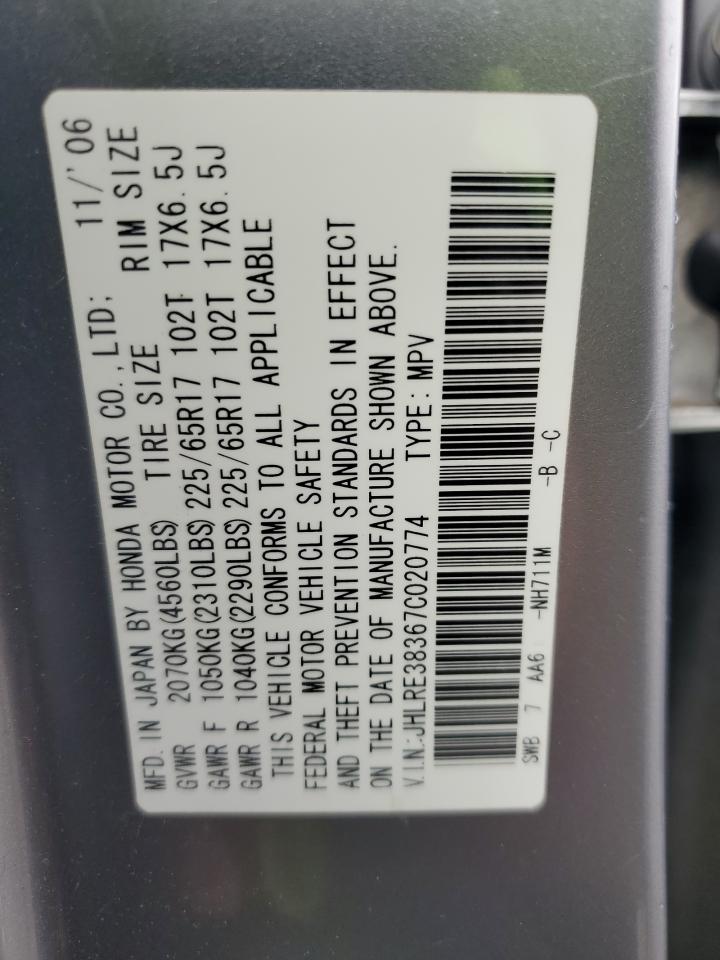 MFD. IN JAPAN BY HONDA MOTOR CO., LTD: 11/'06
TIRE SIZE RIM SIZE
GVWR 2070KG(4560LBS)
GAWR F 1050KG(2310LBS) 225/65R17 102T 17X6.5J
GAWR R 1040KG(2290LBS) 225/65R17 102T 17X6.5J
THIS VEHICLE CONFORMS TO ALL APPLICABLE
FEDERAL MOTOR VEHICLE SAFETY
AND THEFT PREVENTION STANDARDS IN EFFECT
ON THE DATE OF MANUFACTURE SHOWN ABOVE.
V.I.N.:JHLRE38367C020774 TYPE: MPV
SWB 7 AA6 -NH711M -B -C